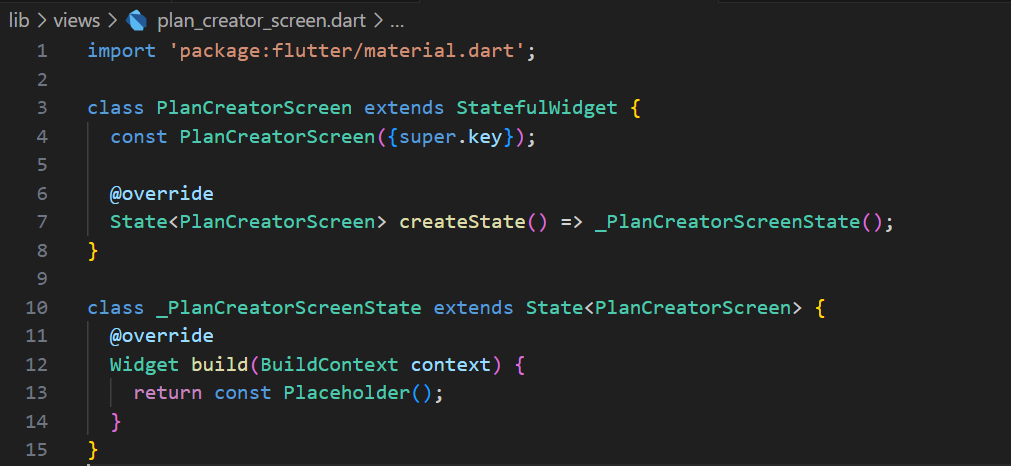 lib > views > plan_creator_screen.dart > ...
1 import 'package:flutter/material.dart';
2
3 class PlanCreatorScreen extends StatefulWidget {
4 const PlanCreatorScreen({super.key});
5
6 @override
7 State<PlanCreatorScreen> createState() => _PlanCreatorScreenState();
8 }
9
10 class _PlanCreatorScreenState extends State<PlanCreatorScreen> {
11 @override
12 Widget build(BuildContext context) {
13 return const Placeholder();
14 }
15 }